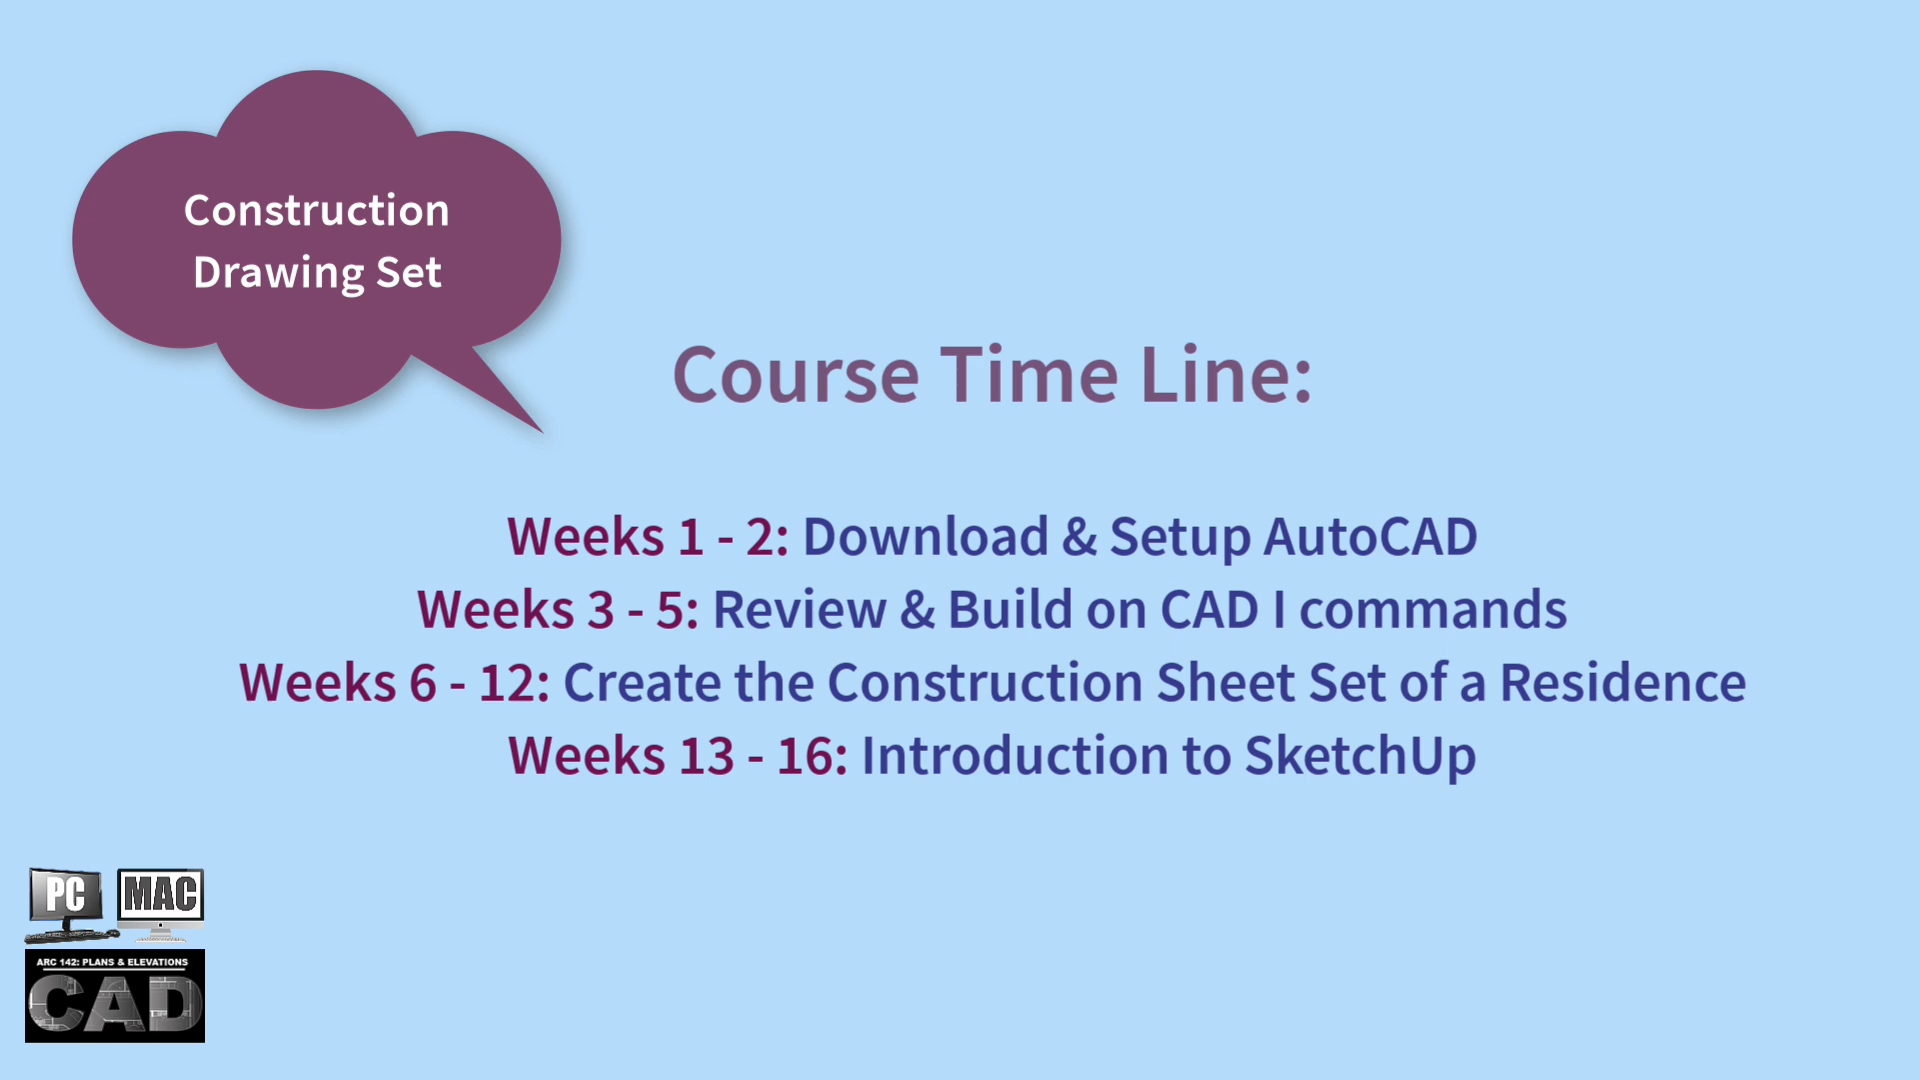 Construction
Drawing Set
Course Time Line:
Weeks 1 - 2: Download & Setup AutoCAD
Weeks 3 - 5: Review & Build on CAD I commands
Weeks 6 - 12: Create the Construction Sheet Set of a Residence
Weeks 13 - 16: Introduction to SketchUp
PC MAC
ARC 142: PLANS & ELEVATIONS
CAD